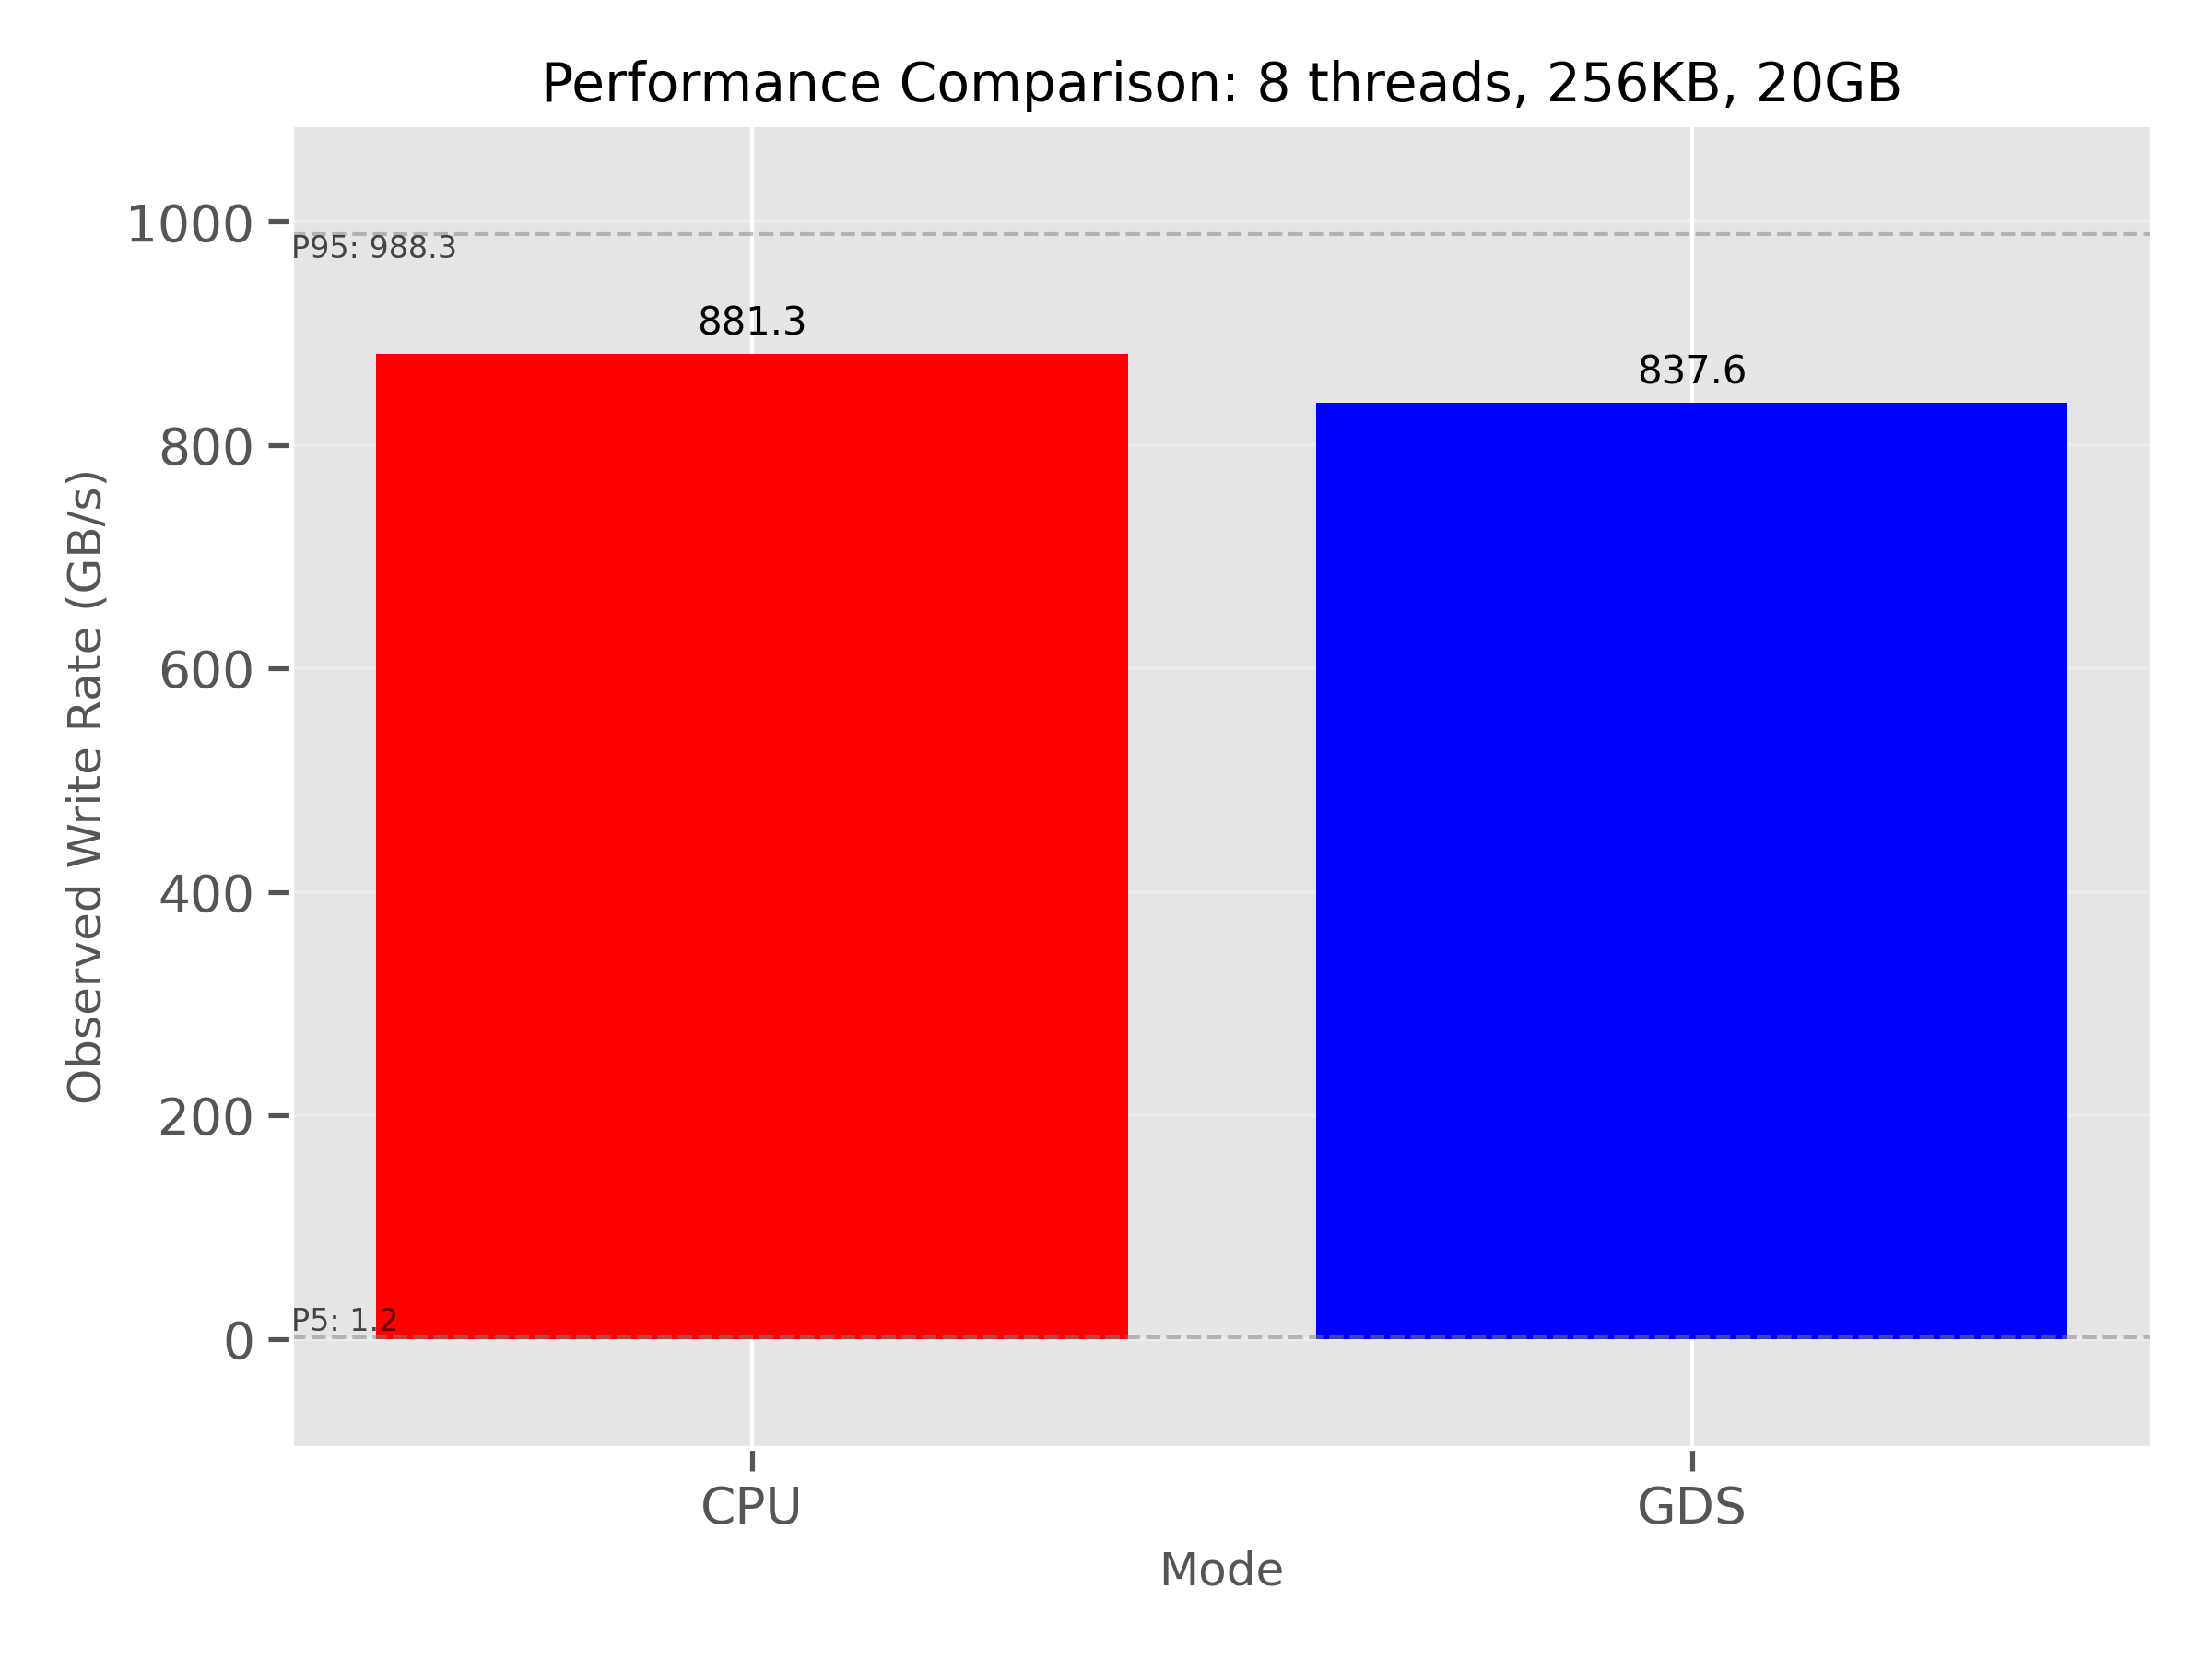 Performance Comparison: 8 threads, 256KB, 20GB
Observed Write Rate (GB/s)
1000
P95: 988.3
881.3
837.6
800
600
400
200
P5: 1.2
0
CPU
GDS
Mode